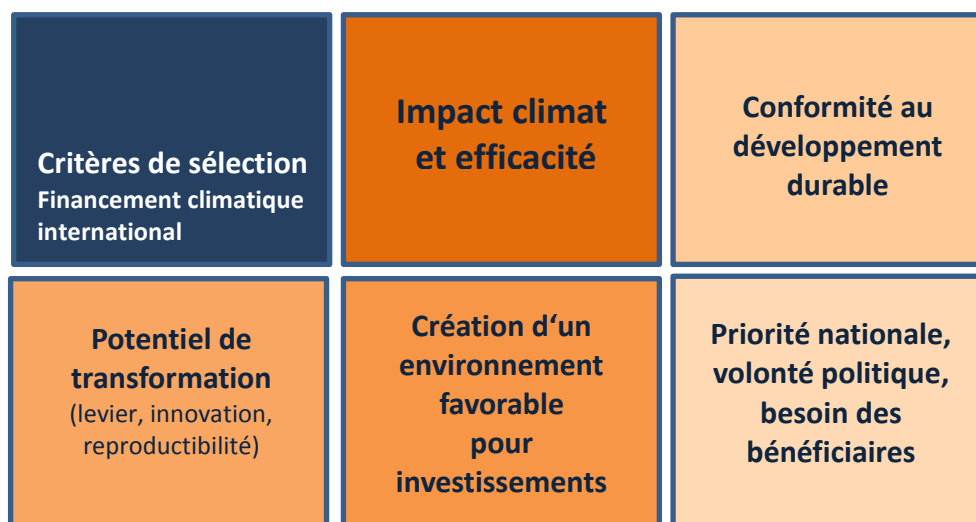 Critères de sélection
Financement climatique
international
Impact climat
et efficacité
Conformité au
développement
durable
Potentiel de
transformation
(levier, innovation,
reproductibilité)
Création d‘un
environnement
favorable
pour
investissements
Priorité nationale,
volonté politique,
besoin des
bénéficiaires